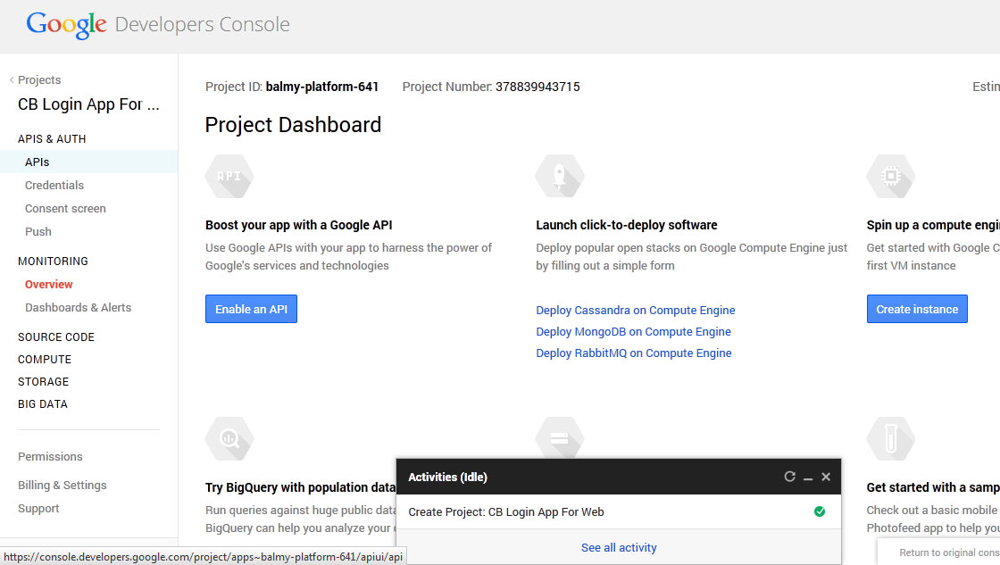 Google Developers Console
Projects
CB Login App For ...
APIS & AUTH
APIs
Credentials
Consent screen
Push
MONITORING
Overview
Dashboards & Alerts
SOURCE CODE
COMPUTE
STORAGE
BIG DATA
Permissions
Billing & Settings
Support
Project ID: balmy-platform-641 Project Number: 378839943715
Estin
Project Dashboard
API
Boost your app with a Google API
Use Google APIs with your app to harness the power of
Google's services and technologies
Enable an API
Launch click-to-deploy software
Deploy popular open stacks on Google Compute Engine just
by filling out a simple form
Deploy Cassandra on Compute Engine
Deploy MongoDB on Compute Engine
Deploy RabbitMQ on Compute Engine
Spin up a compute engi
Get started with Google C
first VM instance
Create instance
Try BigQuery with population data
Run queries against huge public data
BigQuery can help you analyze your
Get started with a samp
Check out a basic mobile
Photofeed app to help you
Activities (Idle)
Create Project: CB Login App For Web
See all activity
Return to original cons
https://console.developers.google.com/project/apps~balmy-platform-641/apiui/api